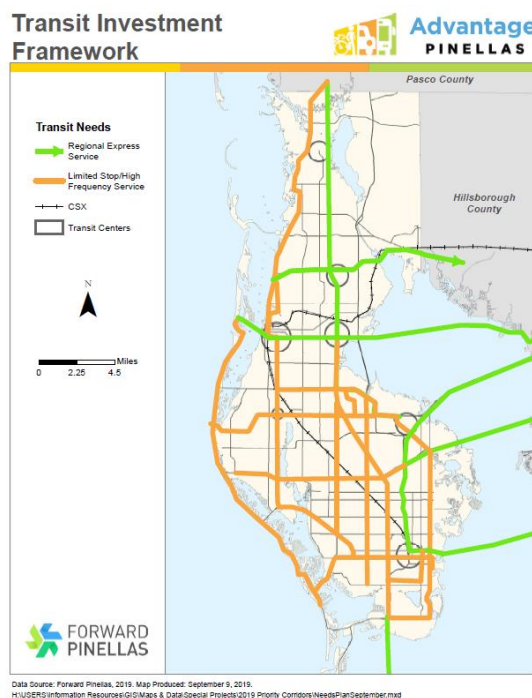 Transit Investment
Framework
Advantage
PINELLAS
Pasco County
Transit Needs
Regional Express
Service
Limited Stop/High
Frequency Service
CSX
Transit Centers
Hillsborough
County
N
Miles
0 2.25 4.5
FORWARD
PINELLAS
Data Source: Forward Pinellas, 2019. Map Produced: September 9, 2019.
H:\USERS\Information Resources\GIS\Maps & Data\Special Projects\2019 Priority Corridors\NeedsPlanSeptember.mxd